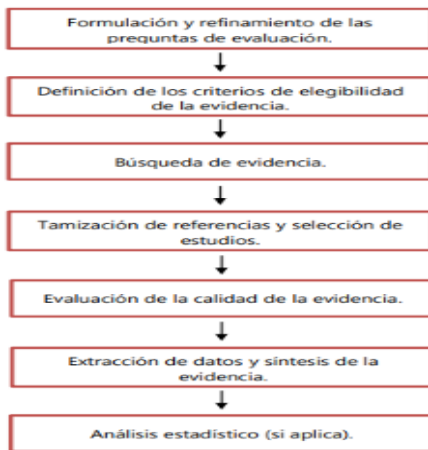 Formulación y refinamiento de las
preguntas de evaluación.
Definición de los criterios de elegibilidad
de la evidencia.
Búsqueda de evidencia.
Tamización de referencias y selección de
estudios.
Evaluación de la calidad de la evidencia.
Extracción de datos y síntesis de la
evidencia.
Análisis estadístico (si aplica).